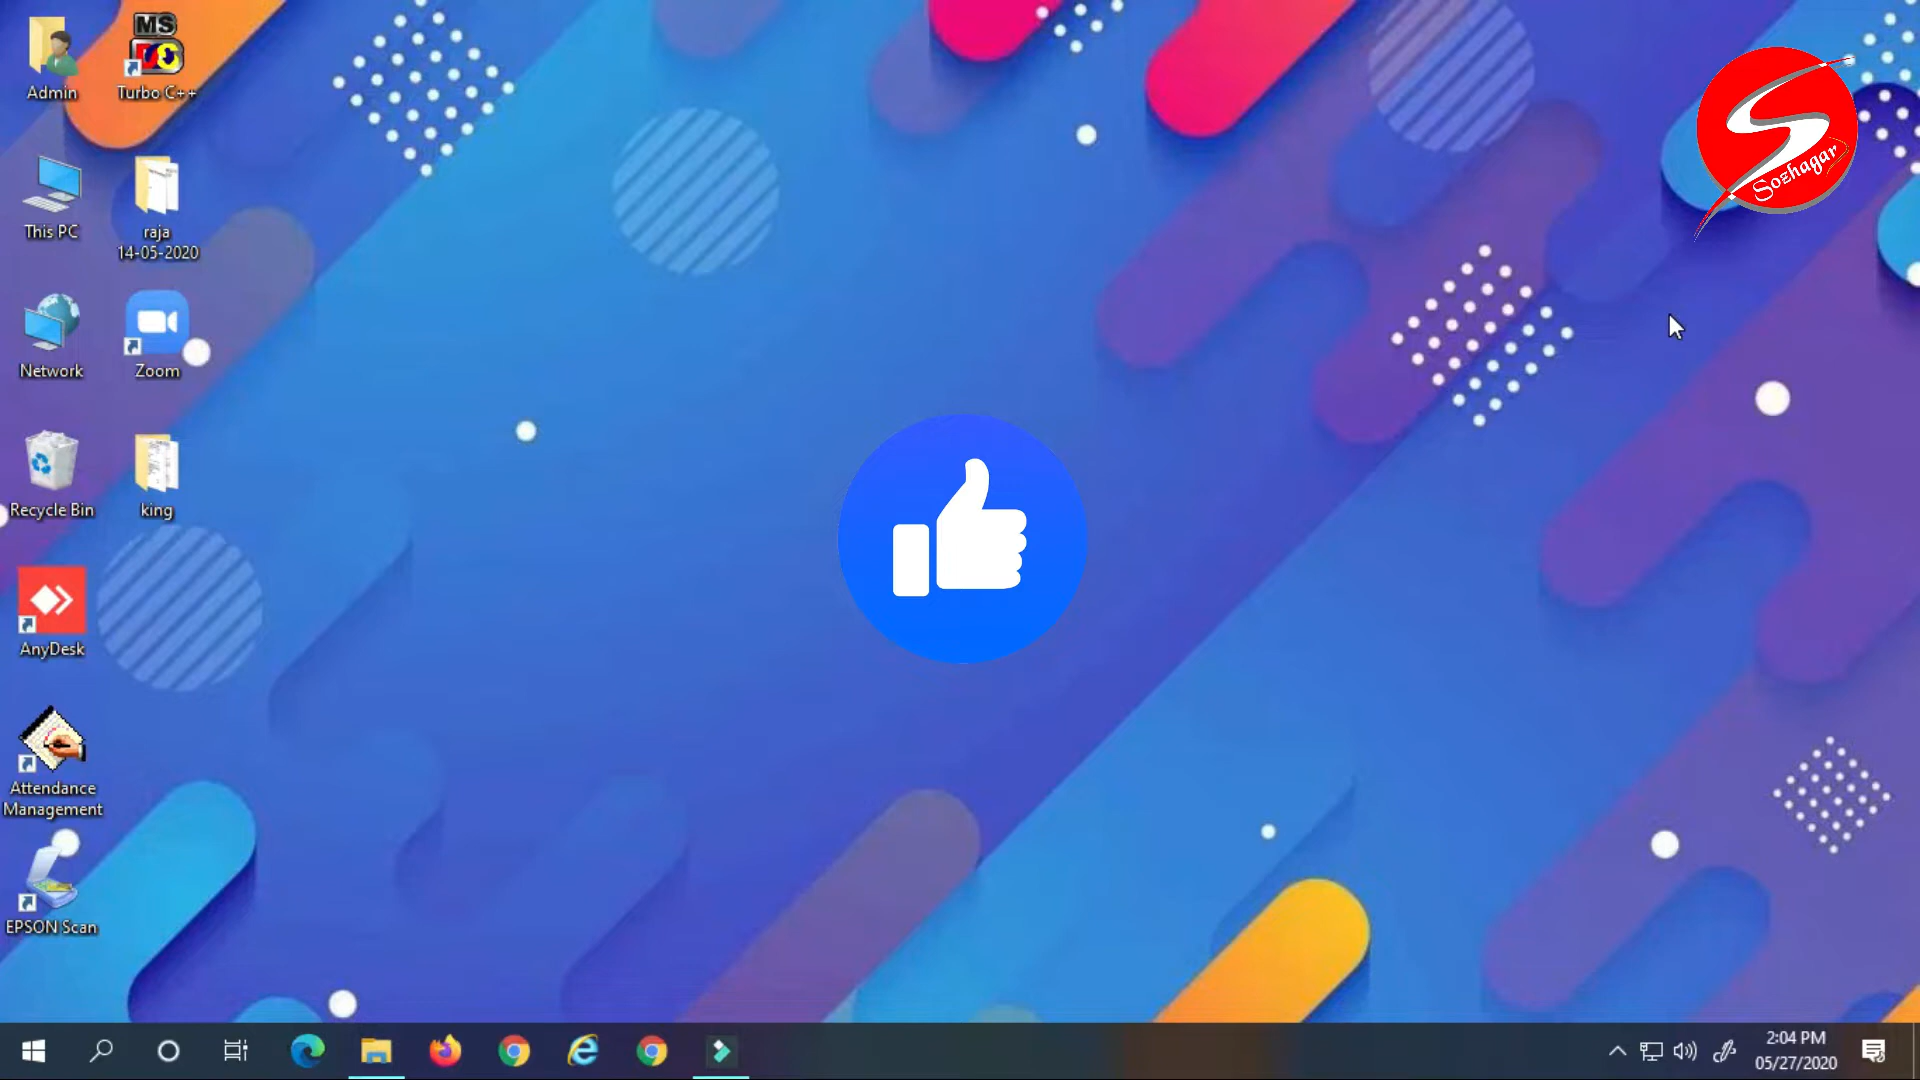 Admin
MS
Turbo C++
This PC
raja
14-05-2020
Network
Zoom
Recycle Bin
king
AnyDesk
Attendance
Management
EPSON Scan
Sozhagar
2:04 PM
05/27/2020